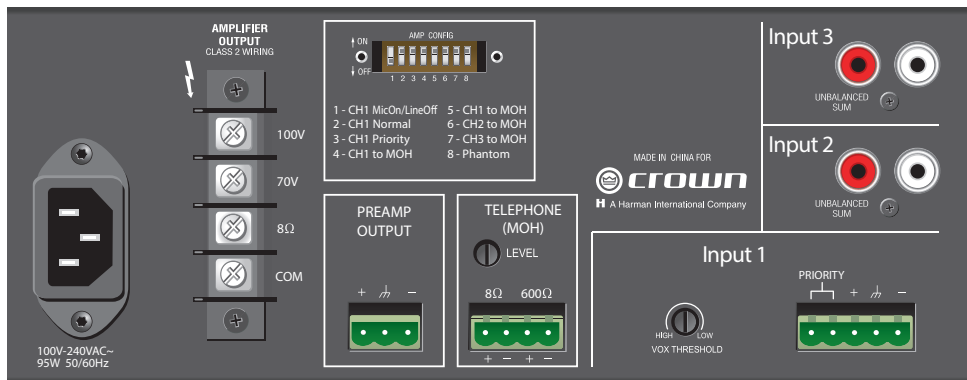 AMPLIFIER
OUTPUT
CLASS 2 WIRING
100V
70V
8Ω
COM
100V-240VAC~
95W 50/60Hz
AMP CONFIG
ON
OFF
1 2 3 4 5 6 7 8
1 - CH1 MicOn/LineOff 5 - CH1 to MOH
2 - CH1 Normal 6 - CH2 to MOH
3 - CH1 Priority 7 - CH3 to MOH
4 - CH1 to MOH 8 - Phantom
PREAMP
OUTPUT
+ −
TELEPHONE
(MOH)
LEVEL
8Ω 600Ω
+ − + −
MADE IN CHINA FOR
crown
H A Harman International Company
Input 3
UNBALANCED
SUM
Input 2
UNBALANCED
SUM
Input 1
HIGH LOW
VOX THRESHOLD
PRIORITY
+ −